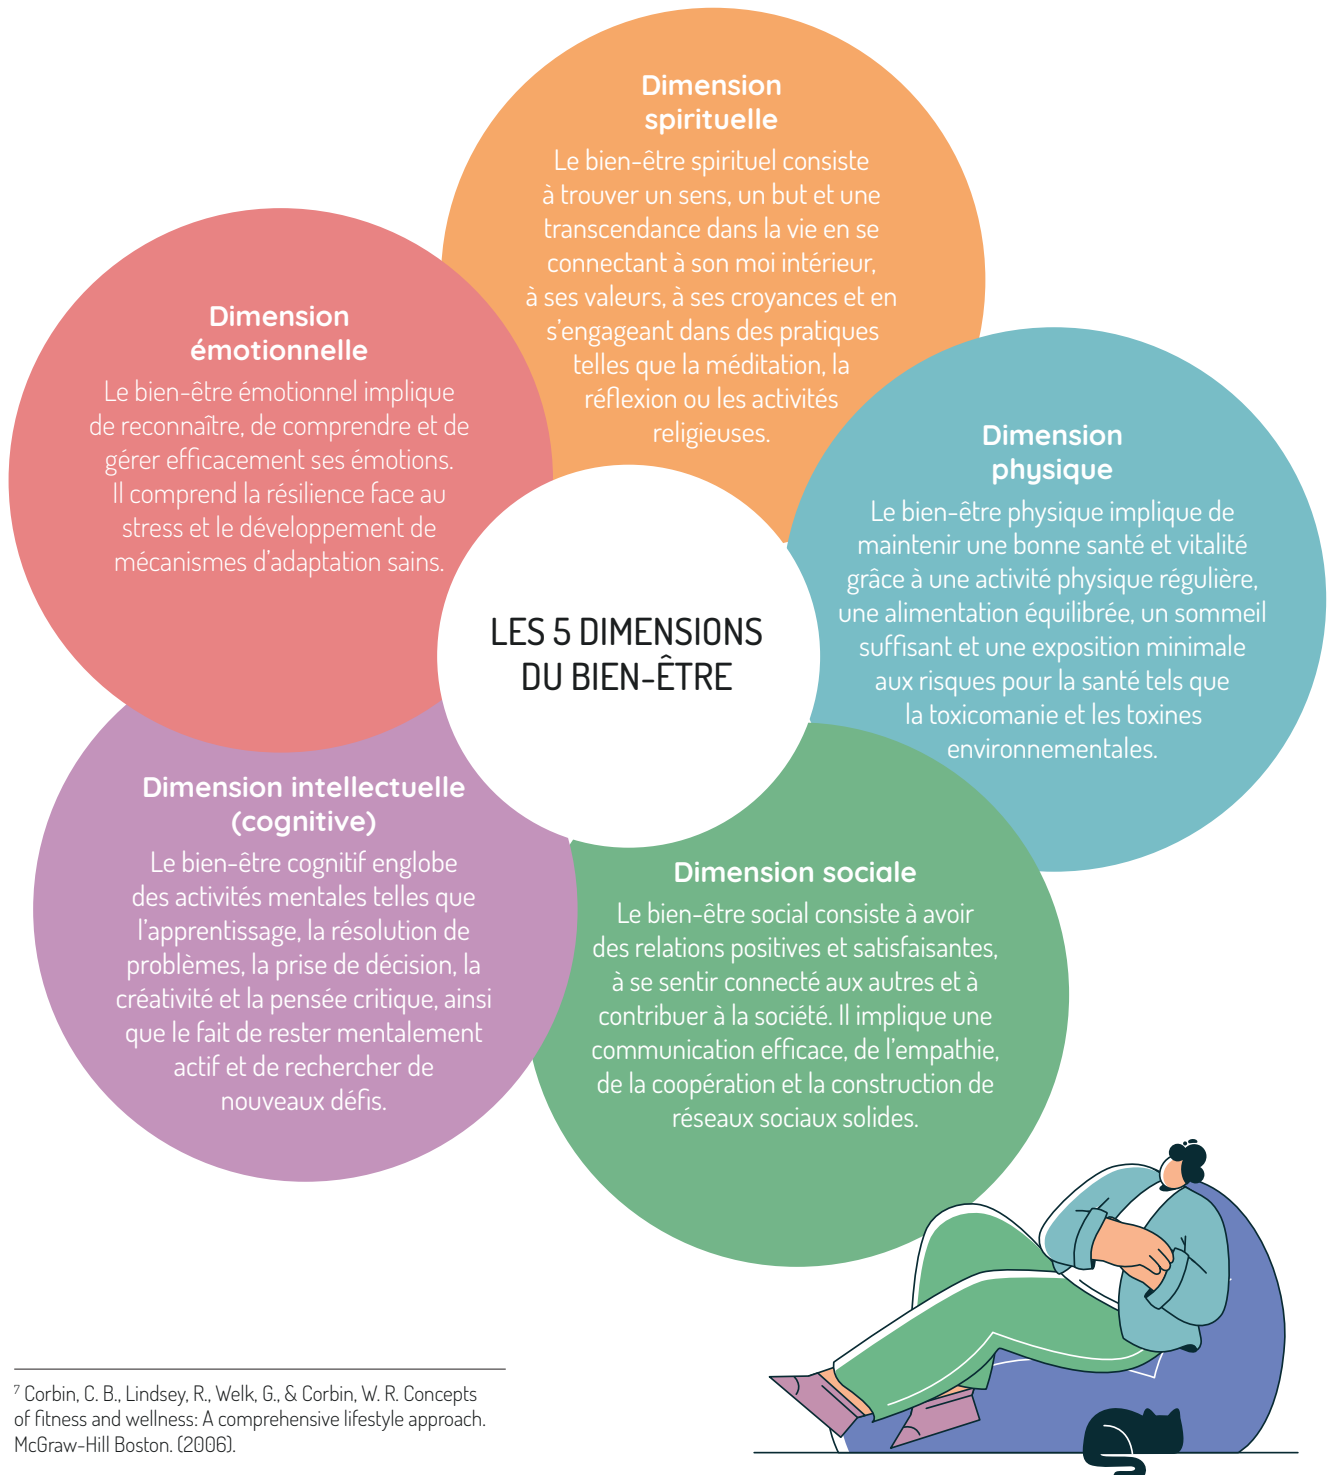 Dimension
spirituelle
Le bien-être spirituel consiste
à trouver un sens, un but et une
transcendance dans la vie en se
connectant à son moi intérieur,
à ses valeurs, à ses croyances et en
s'engageant dans des pratiques
telles que la méditation, la
réflexion ou les activités
religieuses.
Dimension
émotionnelle
Le bien-être émotionnel implique
de reconnaître, de comprendre et de
gérer efficacement ses émotions.
Il comprend la résilience face au
stress et le développement de
mécanismes d'adaptation sains.
Dimension
physique
Le bien-être physique implique de
maintenir une bonne santé et vitalité
grâce à une activité physique régulière,
une alimentation équilibrée, un sommeil
suffisant et une exposition minimale
aux risques pour la santé tels que
la toxicomanie et les toxines
environnementales.
LES 5 DIMENSIONS
DU BIEN-ÊTRE
Dimension intellectuelle
(cognitive)
Le bien-être cognitif englobe
des activités mentales telles que
l'apprentissage, la résolution de
problèmes, la prise de décision, la
créativité et la pensée critique, ainsi
que le fait de rester mentalement
actif et de rechercher de
nouveaux défis.
Dimension sociale
Le bien-être social consiste à avoir
des relations positives et satisfaisantes,
à se sentir connecté aux autres et à
contribuer à la société. Il implique une
communication efficace, de l'empathie,
de la coopération et la construction de
réseaux sociaux solides.
⁷ Corbin, C. B., Lindsey, R., Welk, G., & Corbin, W. R. Concepts
of fitness and wellness: A comprehensive lifestyle approach.
McGraw-Hill Boston. (2006).